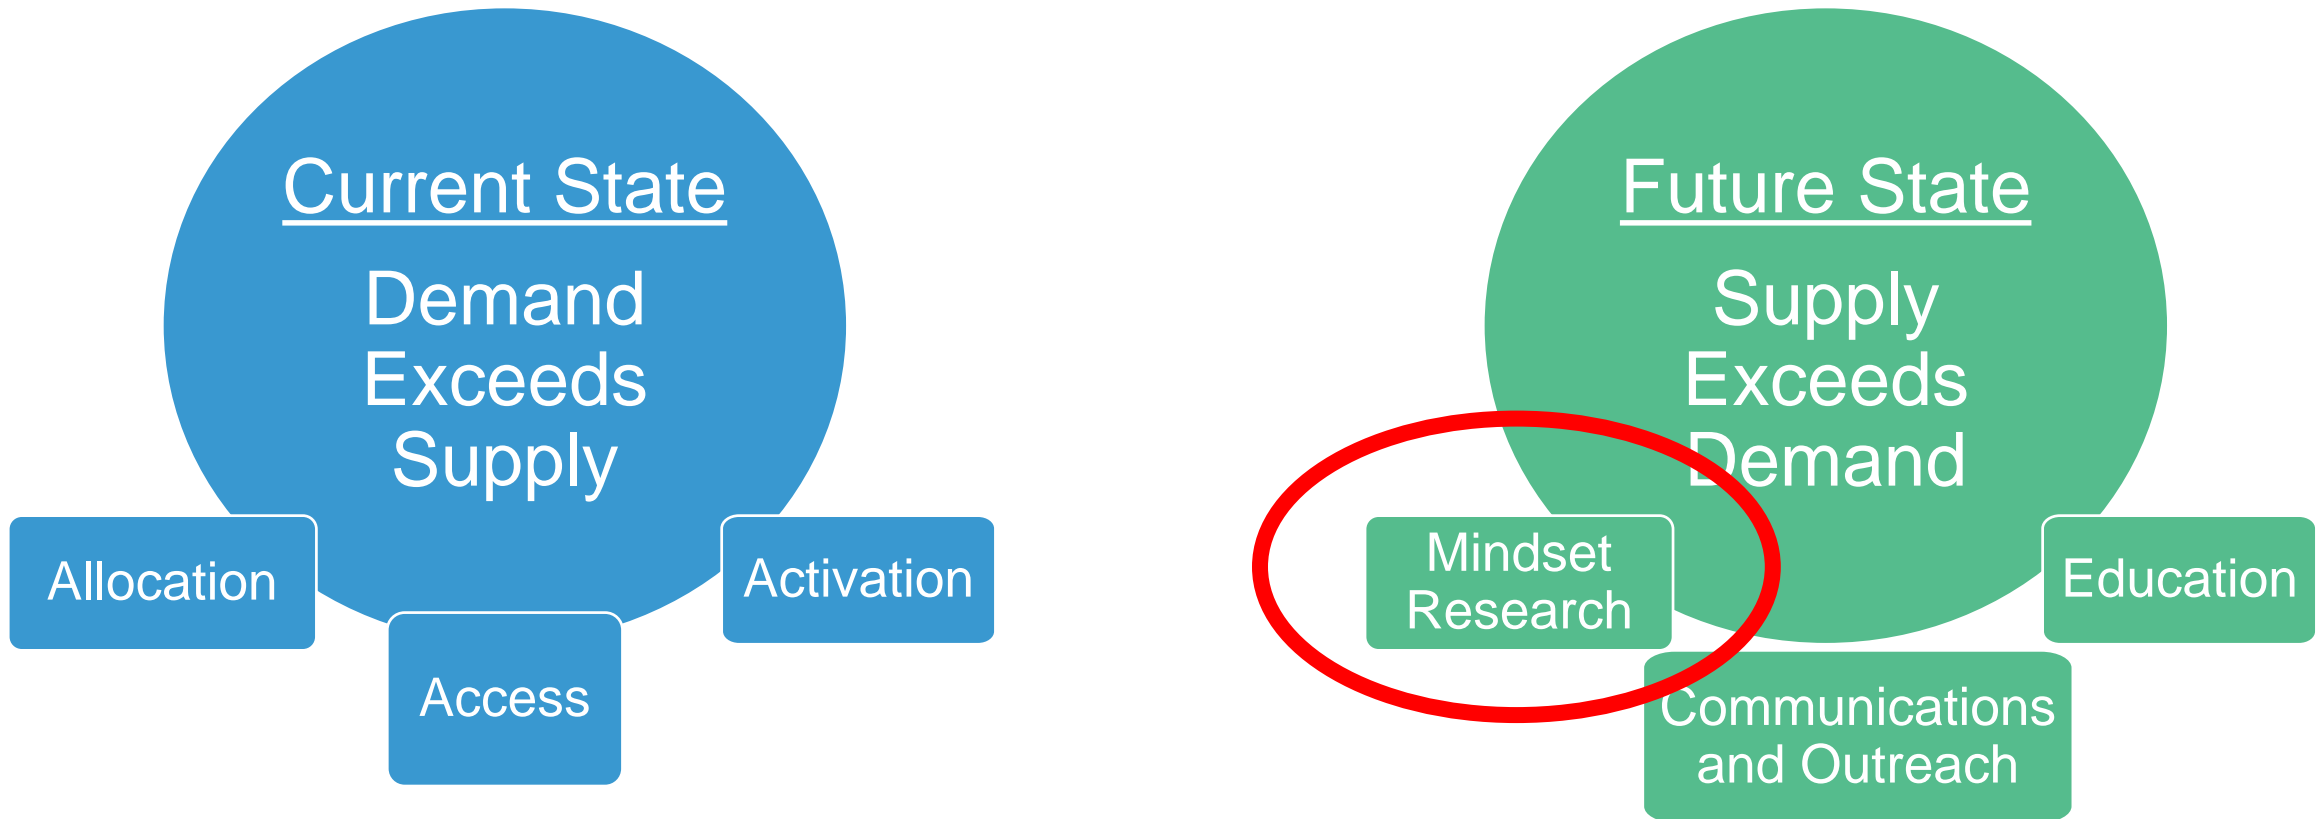 Current State
Demand
Exceeds
Supply
Allocation
Access
Activation
Future State
Supply
Exceeds
Demand
Mindset
Research
Communications
and Outreach
Education